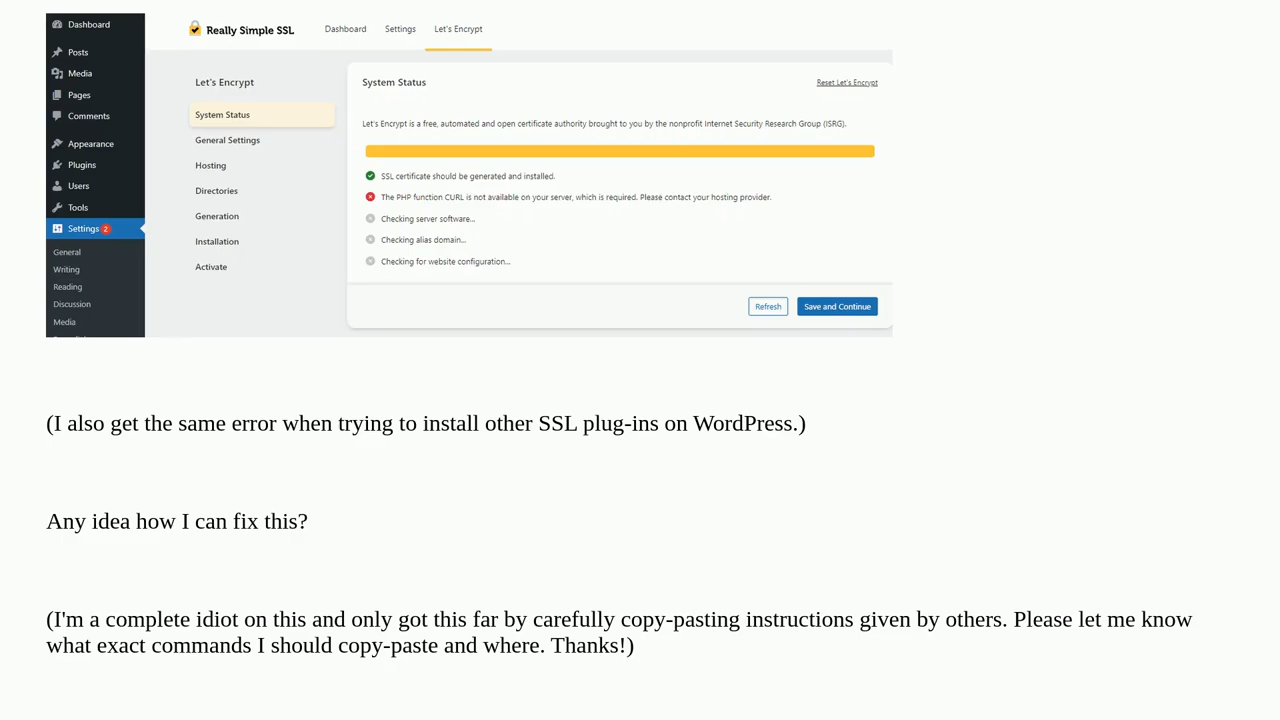 Dashboard
Posts
Media
Pages
Comments
Appearance
Plugins
Users
Tools
Settings 2
General
Writing
Reading
Discussion
Media
Really Simple SSL
Dashboard Settings Let's Encrypt
Let's Encrypt
System Status
General Settings
Hosting
Directories
Generation
Installation
Activate
System Status Reset Let's Encrypt
Let's Encrypt is a free, automated and open certificate authority brought to you by the nonprofit Internet Security Research Group (ISRG).
SSL certificate should be generated and installed.
The PHP function CURL is not available on your server, which is required. Please contact your hosting provider.
Checking server software...
Checking alias domain...
Checking for website configuration...
Refresh Save and Continue
(I also get the same error when trying to install other SSL plug-ins on WordPress.)
Any idea how I can fix this?
(I'm a complete idiot on this and only got this far by carefully copy-pasting instructions given by others. Please let me know
what exact commands I should copy-paste and where. Thanks!)